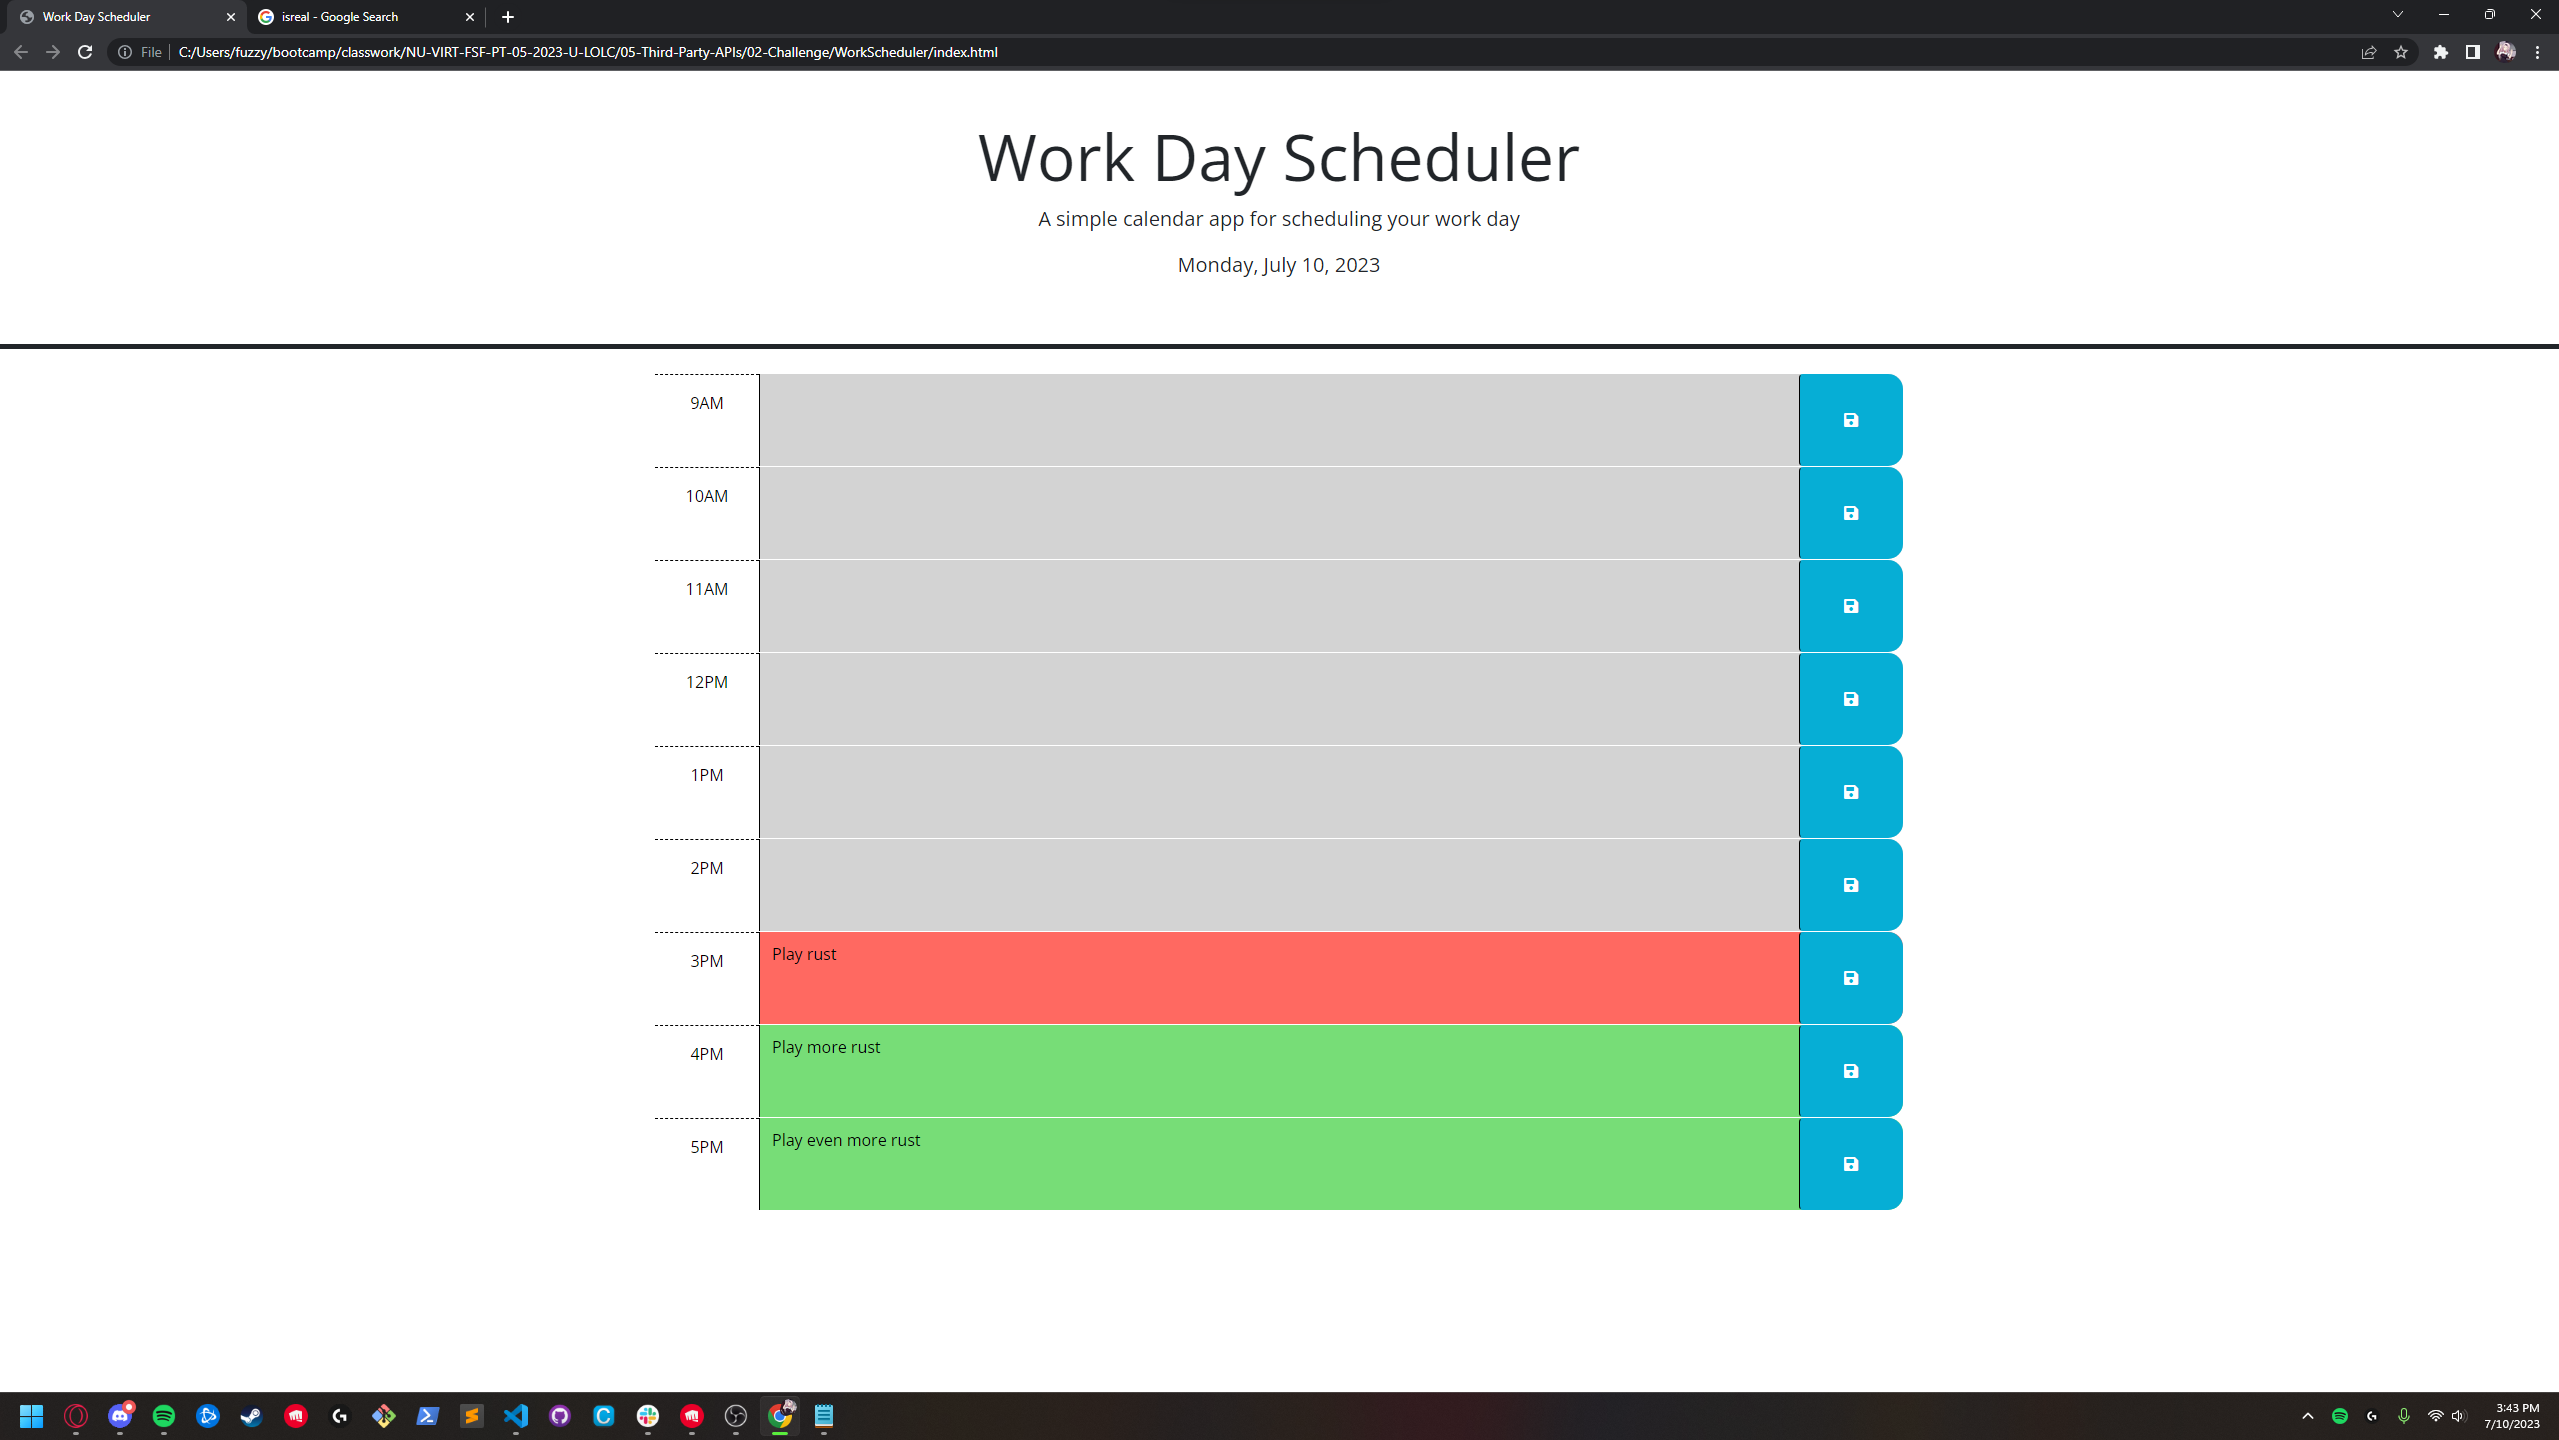 Work Day Scheduler
isreal - Google Search
File
C:/Users/fuzzy/bootcamp/classwork/NU-VIRT-FSF-PT-05-2023-U-LOLC/05-Third-Party-APIs/02-Challenge/WorkScheduler/index.html
Work Day Scheduler
A simple calendar app for scheduling your work day
Monday, July 10, 2023
9AM
10AM
11AM
12PM
1PM
2PM
3PM Play rust
4PM Play more rust
5PM Play even more rust
3:43 PM
7/10/2023